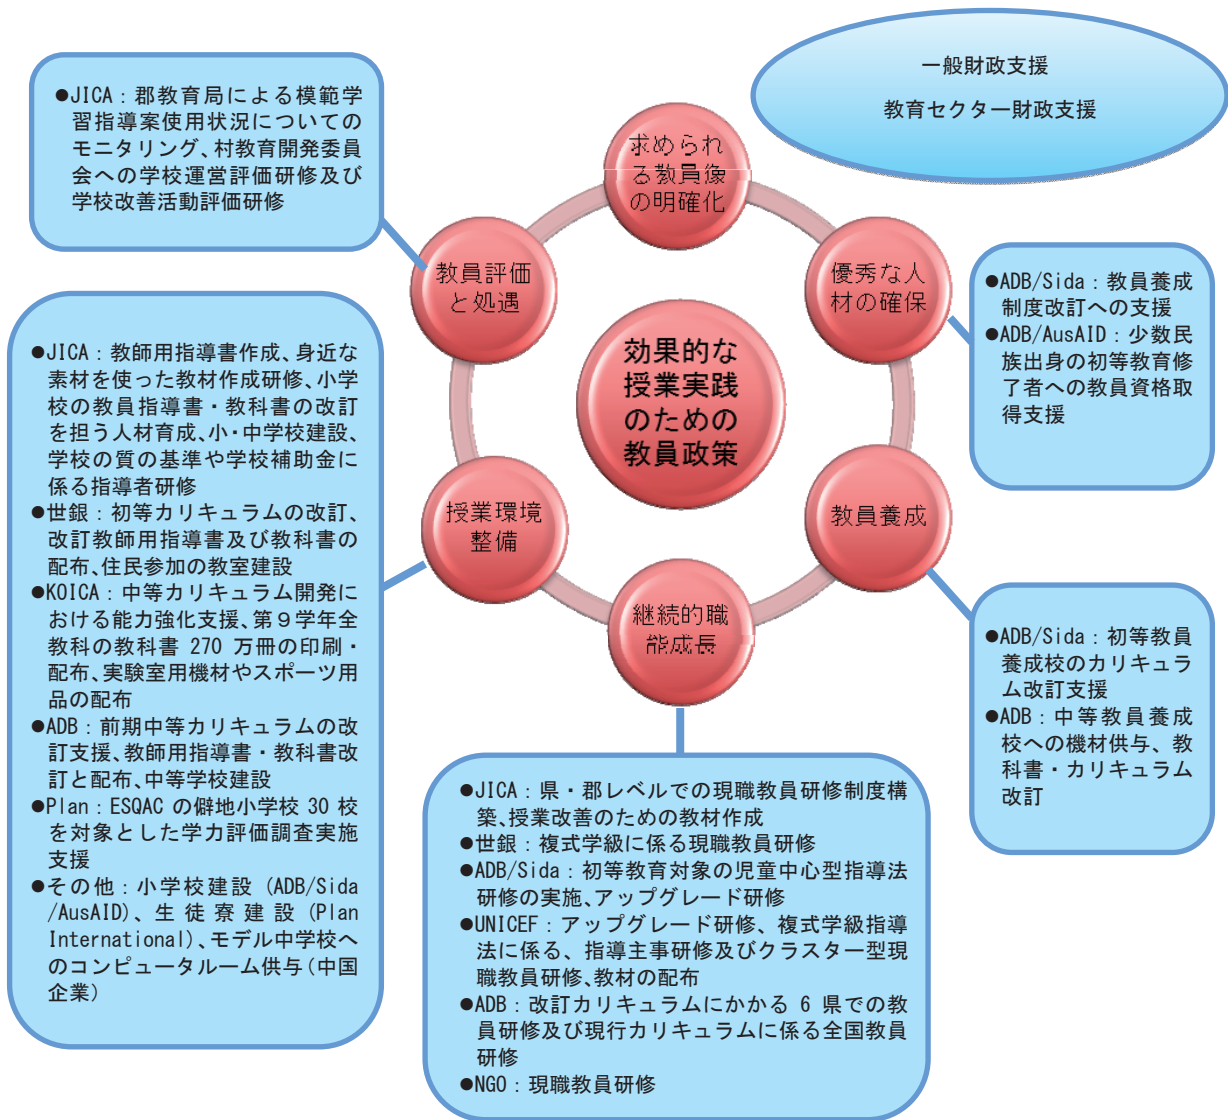 一般財政支援
教育セクター財政支援
●JICA：郡教育局による模範学
習指導案使用状況についての
モニタリング、村教育開発委員
会への学校運営評価研修及び
学校改善活動評価研修
求められ
る教員像
の明確化
教員評価
と処遇
優秀な人
材の確保
●ADB/Sida：教員養成
制度改訂への支援
●ADB/AusAID：少数民
族出身の初等教育修
了者への教員資格取
得支援
効果的な
授業実践
のための
教員政策
●JICA：教師用指導書作成、身近な
素材を使った教材作成研修、小学
校の教員指導書・教科書の改訂
を担う人材育成、小・中学校建設、
学校の質の基準や学校補助金に
係る指導者研修
●世銀：初等カリキュラムの改訂、
改訂教師用指導書及び教科書の
配布、住民参加の教室建設
●KOICA：中等カリキュラム開発に
おける能力強化支援、第９学年全
教科の教科書 270 万冊の印刷・
配布、実験室用機材やスポーツ用
品の配布
●ADB：前期中等カリキュラムの改
訂支援、教師用指導書・教科書改
訂と配布、中等学校建設
●Plan：ESQAC の僻地小学校 30 校
を対象とした学力評価調査実施
支援
●その他：小学校建設 (ADB/Sida
/AusAID)、生徒寮建設 (Plan
International)、モデル中学校へ
のコンピュータルーム供与(中国
企業)
授業環境
整備
教員養成
継続的職
能成長
●ADB/Sida：初等教員
養成校のカリキュラ
ム改訂支援
●ADB：中等教員養成
校への機材供与、教
科書・カリキュラム
改訂
●JICA：県・郡レベルでの現職教員研修制度構
築、授業改善のための教材作成
●世銀：複式学級に係る現職教員研修
●ADB/Sida：初等教育対象の児童中心型指導法
研修の実施、アップグレード研修
●UNICEF：アップグレード研修、複式学級指導
法に係る、指導主事研修及びクラスター型現
職教員研修、教材の配布
●ADB：改訂カリキュラムにかかる 6 県での教
員研修及び現行カリキュラムに係る全国教員
研修
●NGO：現職教員研修